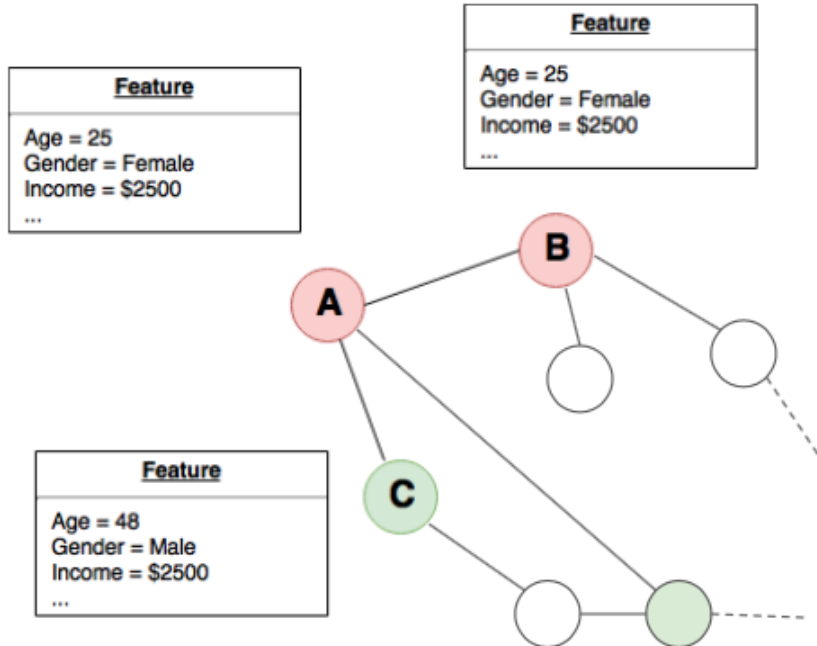 Feature
Age = 25
Gender = Female
Income = $2500
...
Feature
Age = 25
Gender = Female
Income = $2500
...
B
A
C
Feature
Age = 48
Gender = Male
Income = $2500
...